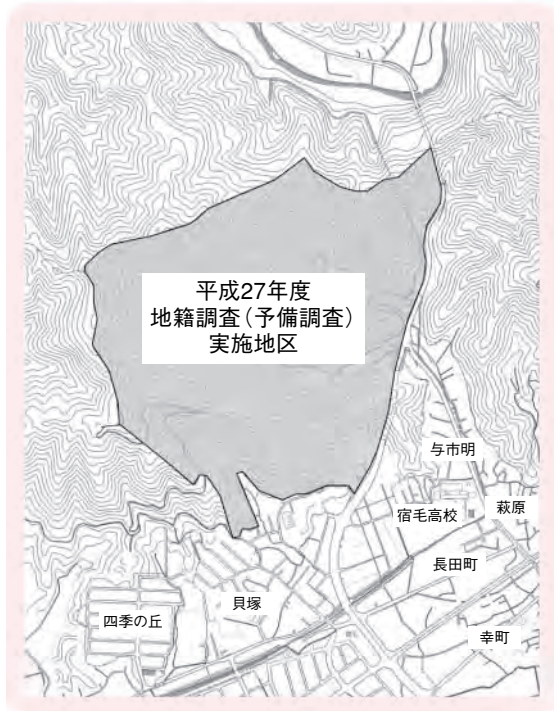 平成27年度
地籍調査（予備調査）
実施地区
与市明
宿毛高校
萩原
長田町
貝塚
四季の丘
幸町